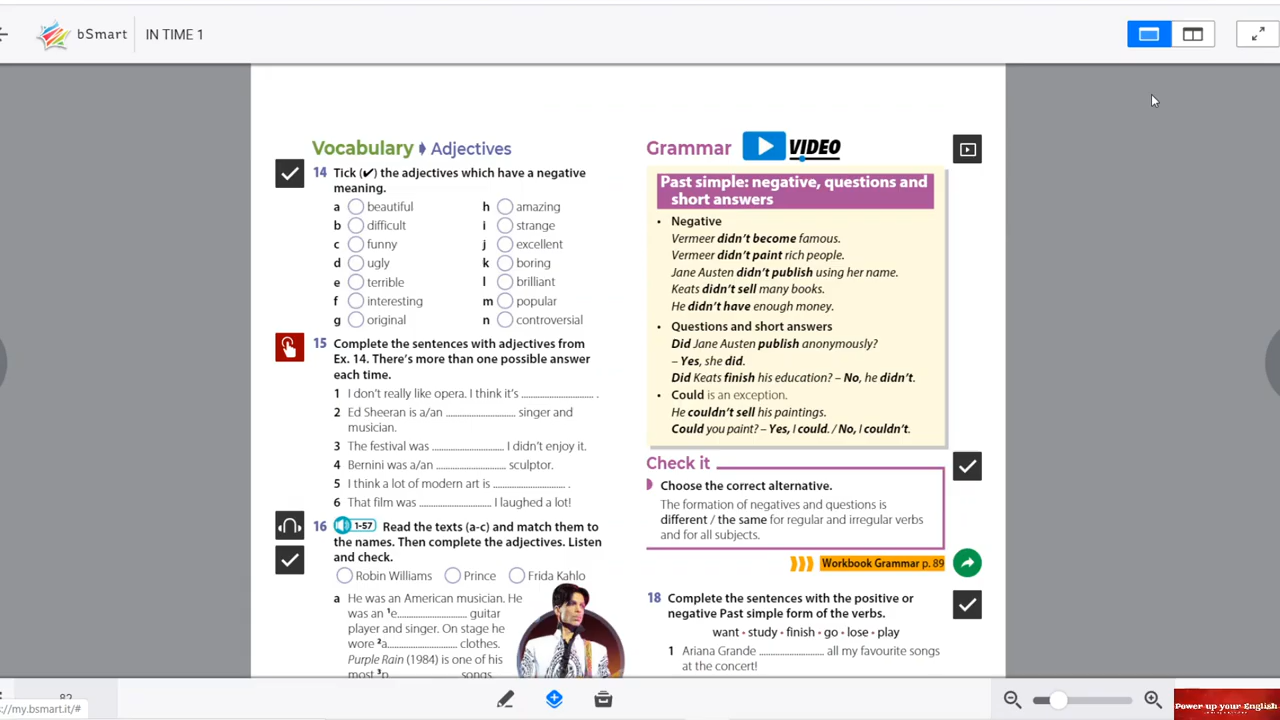 bSmart
IN TIME 1
Vocabulary Adjectives
14 Tick (✔) the adjectives which have a negative
meaning.
a beautiful
b difficult
c funny
d ugly
e terrible
f interesting
g original
h amazing
i strange
j excellent
k boring
l brilliant
m popular
n controversial
15 Complete the sentences with adjectives from
Ex. 14. There's more than one possible answer
each time.
1 I don't really like opera. I think it's .......................... .
2 Ed Sheeran is a/an ......................... singer and
musician.
3 The festival was ......................... I didn't enjoy it.
4 Bernini was a/an ......................... sculptor.
5 I think a lot of modern art is ......................... .
6 That film was ......................... I laughed a lot!
16 1-57 Read the texts (a-c) and match them to
the names. Then complete the adjectives. Listen
and check.
Robin Williams Prince Frida Kahlo
a He was an American musician. He
was an 1e......................... guitar
player and singer. On stage he
wore 2a......................... clothes.
Purple Rain (1984) is one of his
most 3p......................... songs.
Grammar VIDEO
Past simple: negative, questions and
short answers
• Negative
Vermeer didn't become famous.
Vermeer didn't paint rich people.
Jane Austen didn't publish using her name.
Keats didn't sell many books.
He didn't have enough money.
• Questions and short answers
Did Jane Austen publish anonymously?
– Yes, she did.
Did Keats finish his education? – No, he didn't.
• Could is an exception.
He couldn't sell his paintings.
Could you paint? – Yes, I could. / No, I couldn't.
Check it
Choose the correct alternative.
The formation of negatives and questions is
different / the same for regular and irregular verbs
and for all subjects.
Workbook Grammar p. 89
18 Complete the sentences with the positive or
negative Past simple form of the verbs.
want • study • finish • go • lose • play
1 Ariana Grande ......................... all my favourite songs
at the concert!
82
s://my.bsmart.it/#
Power up your English